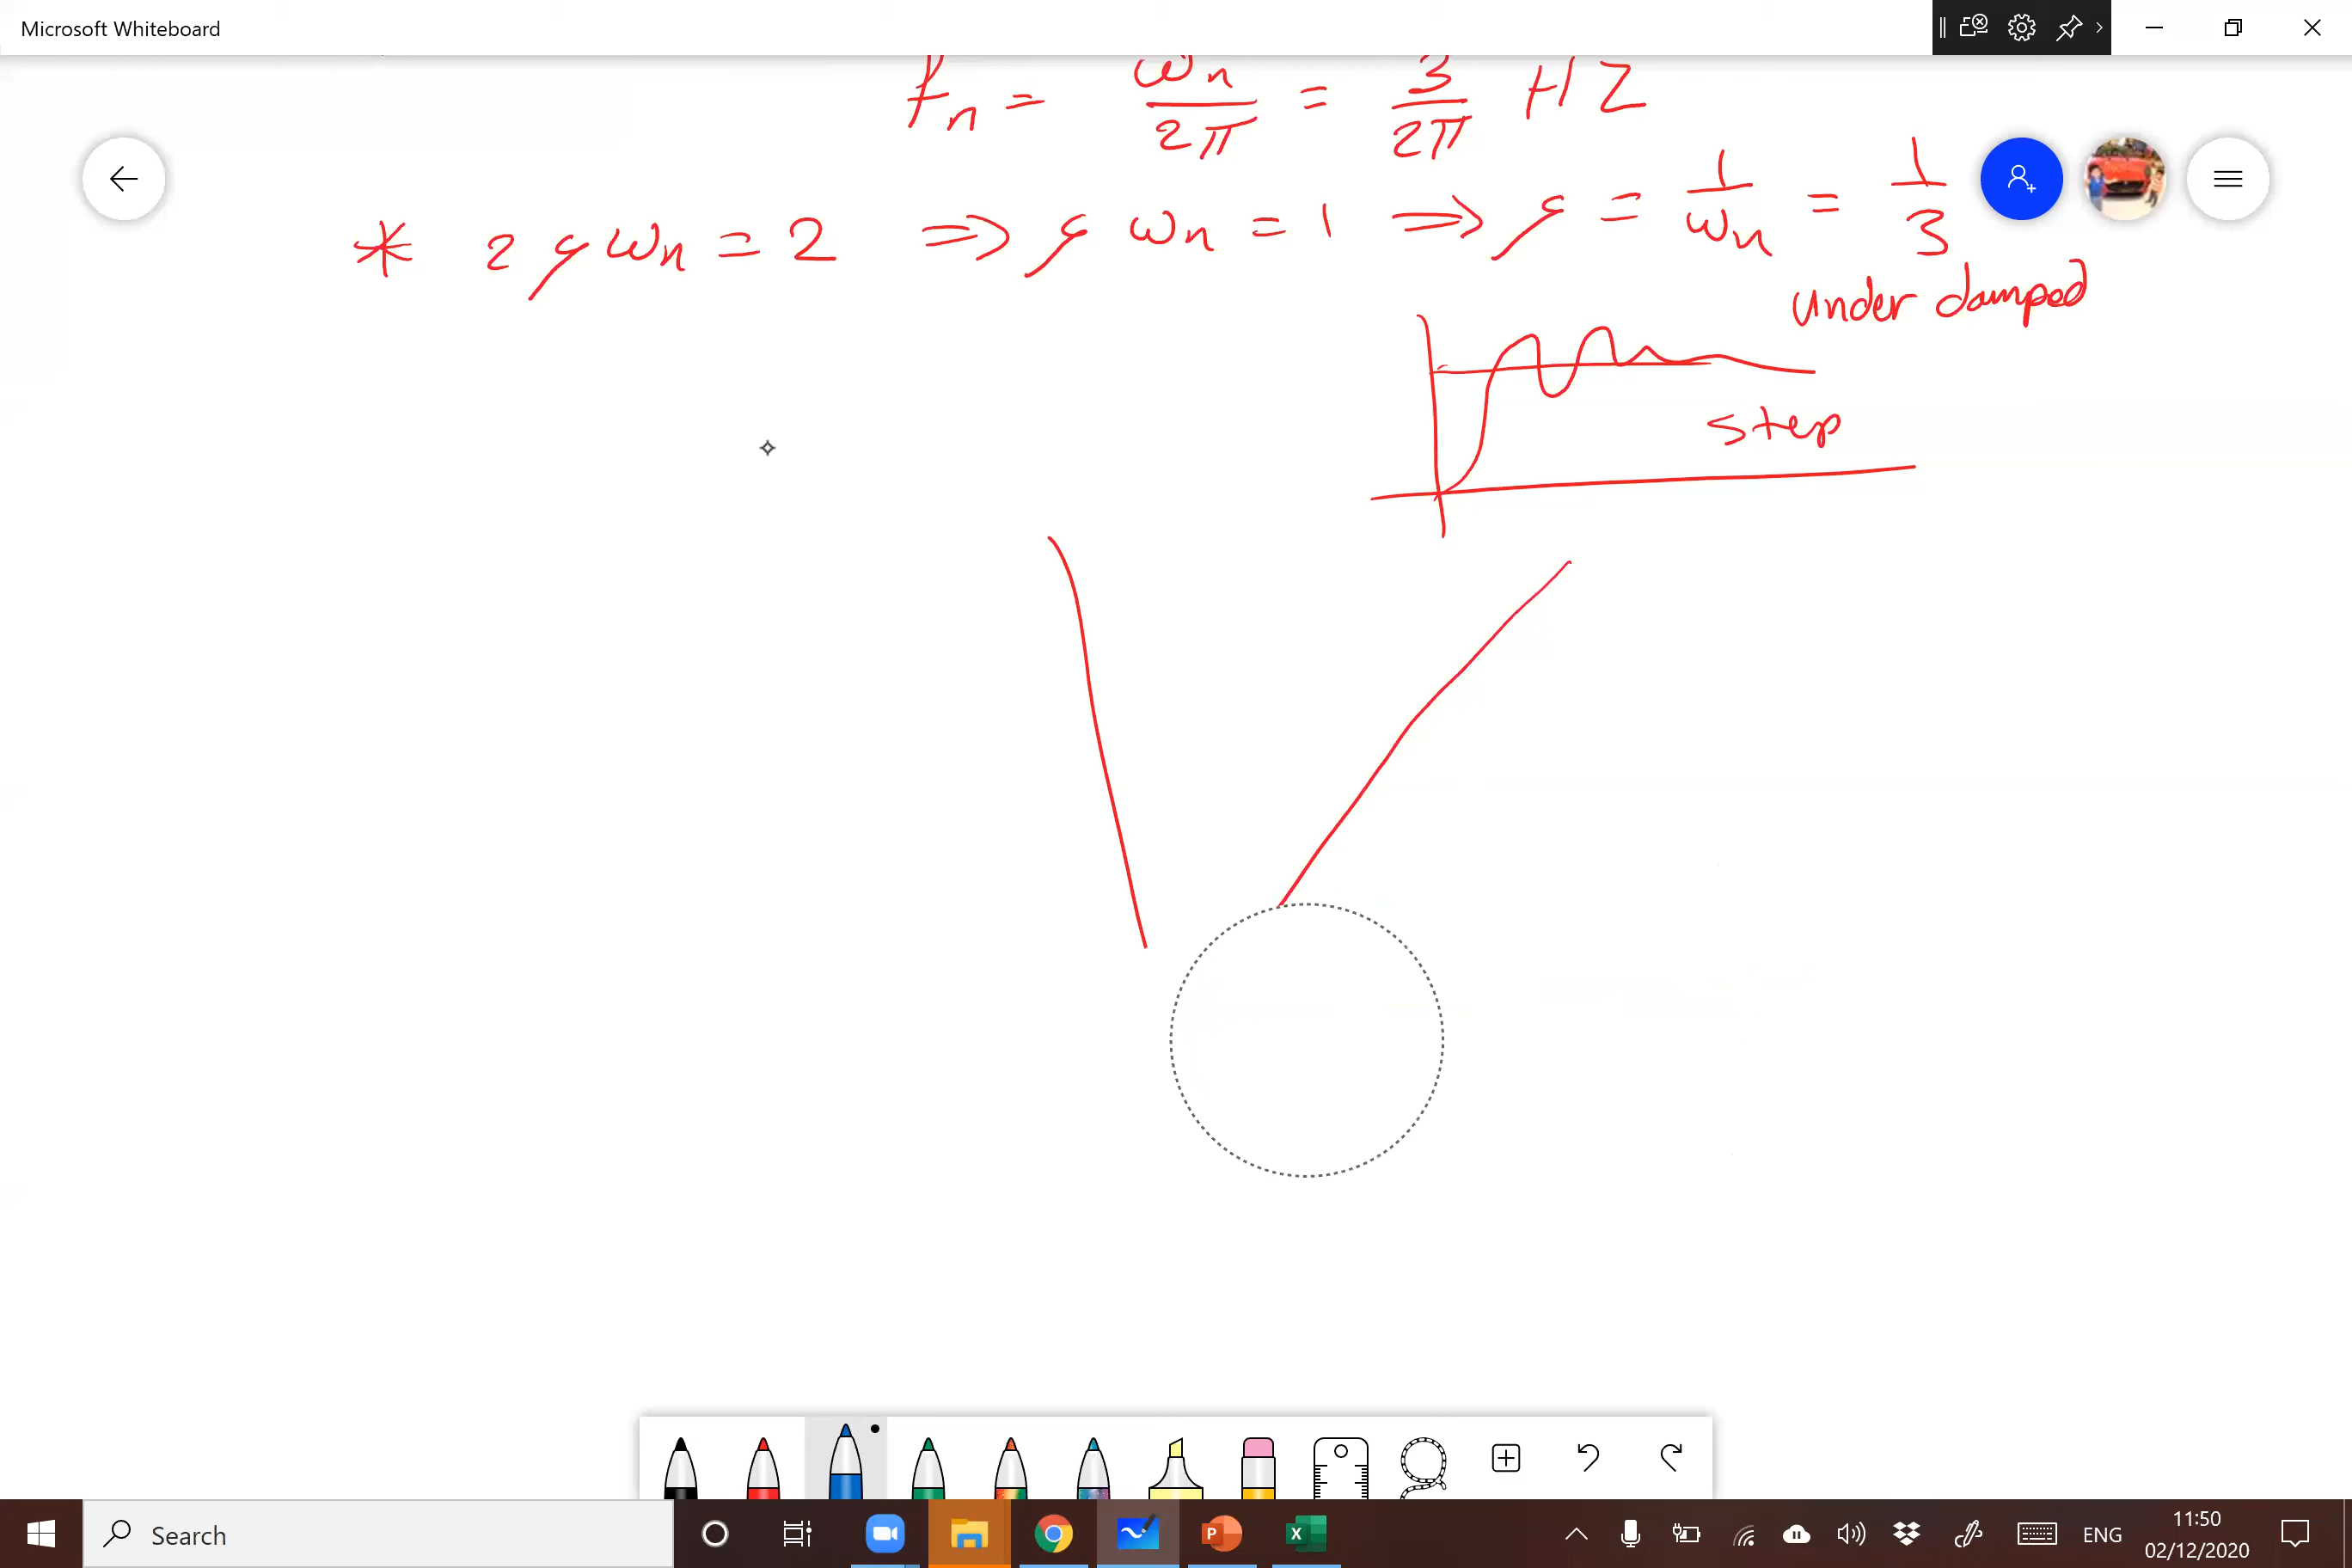 Microsoft Whiteboard
fn = ωn/2π = 3/2π HZ
* 2ζωn = 2 ⇒ ζωn = 1 ⇒ ζ = 1/ωn = 1/3
under damped
step
Search
ENG
11:50
02/12/2020